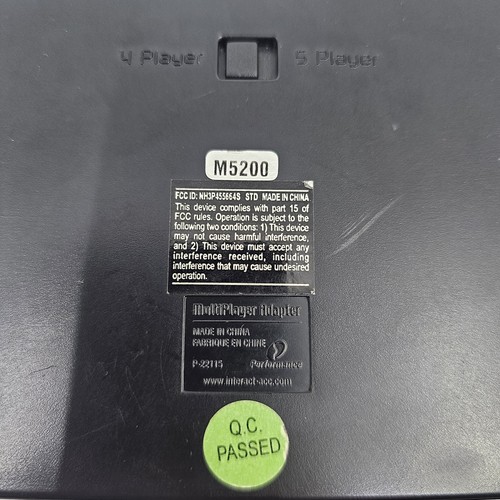 4 Player 5 Player
M5200
FCC ID: NH3P455664S STD MADE IN CHINA
This device complies with part 15 of
FCC rules. Operation is subject to the
following two conditions: 1) This device
may not cause harmful interference,
and 2) This device must accept any
interference received, including
interference that may cause undesired
operation.
MultiPlayer Adapter
MADE IN CHINA
FABRIQUE EN CHINE
P-22115 Performance
www.interact-acc.com
Q.C.
PASSED